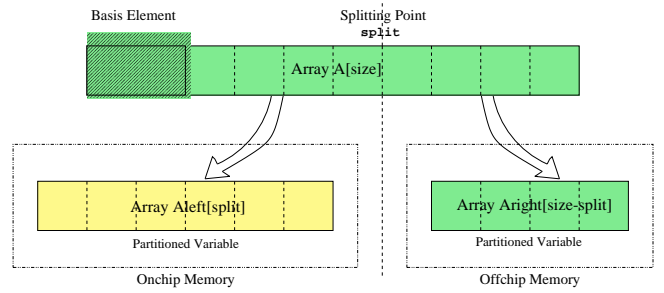 Basis Element
Splitting Point
split
Array A[size]
Array Aleft[split]
Array Aright[size-split]
Partitioned Variable
Partitioned Variable
Onchip Memory
Offchip Memory